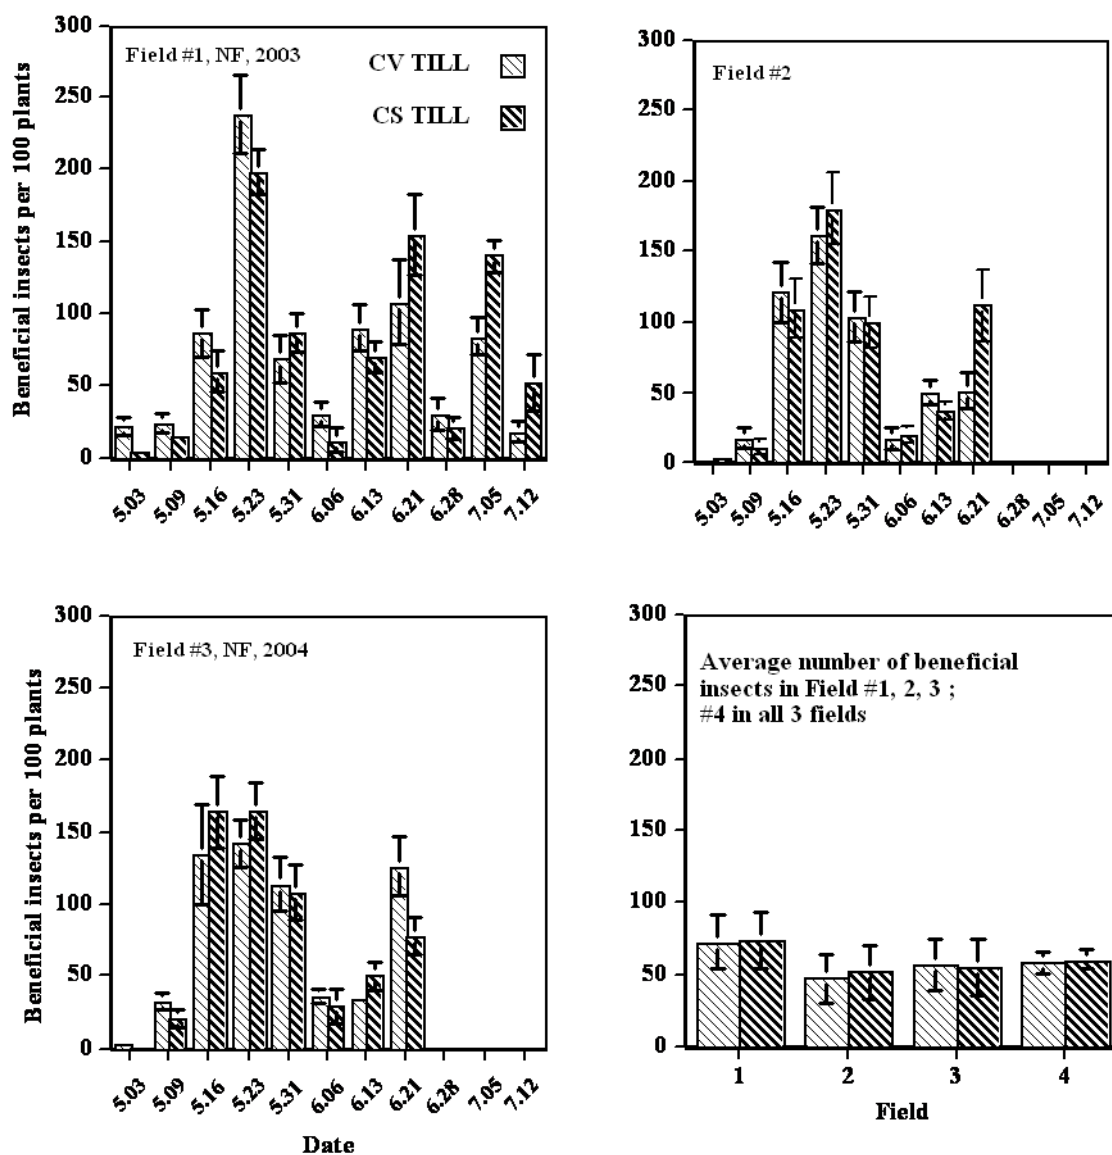 Beneficial insects per 100 plants
300
250
200
150
100
50
0
Field #1, NF, 2003
CV TILL
CS TILL
5.03 5.09 5.16 5.23 5.31 6.06 6.13 6.21 6.28 7.05 7.12
300
250
200
150
100
50
0
Field #2
5.03 5.09 5.16 5.23 5.31 6.06 6.13 6.21 6.28 7.05 7.12
Beneficial insects per 100 plants
300
250
200
150
100
50
0
Field #3, NF, 2004
5.03 5.09 5.16 5.23 5.31 6.06 6.13 6.21 6.28 7.05 7.12
Date
300
250
200
150
100
50
0
Average number of beneficial
insects in Field #1, 2, 3 ;
#4 in all 3 fields
1 2 3 4
Field